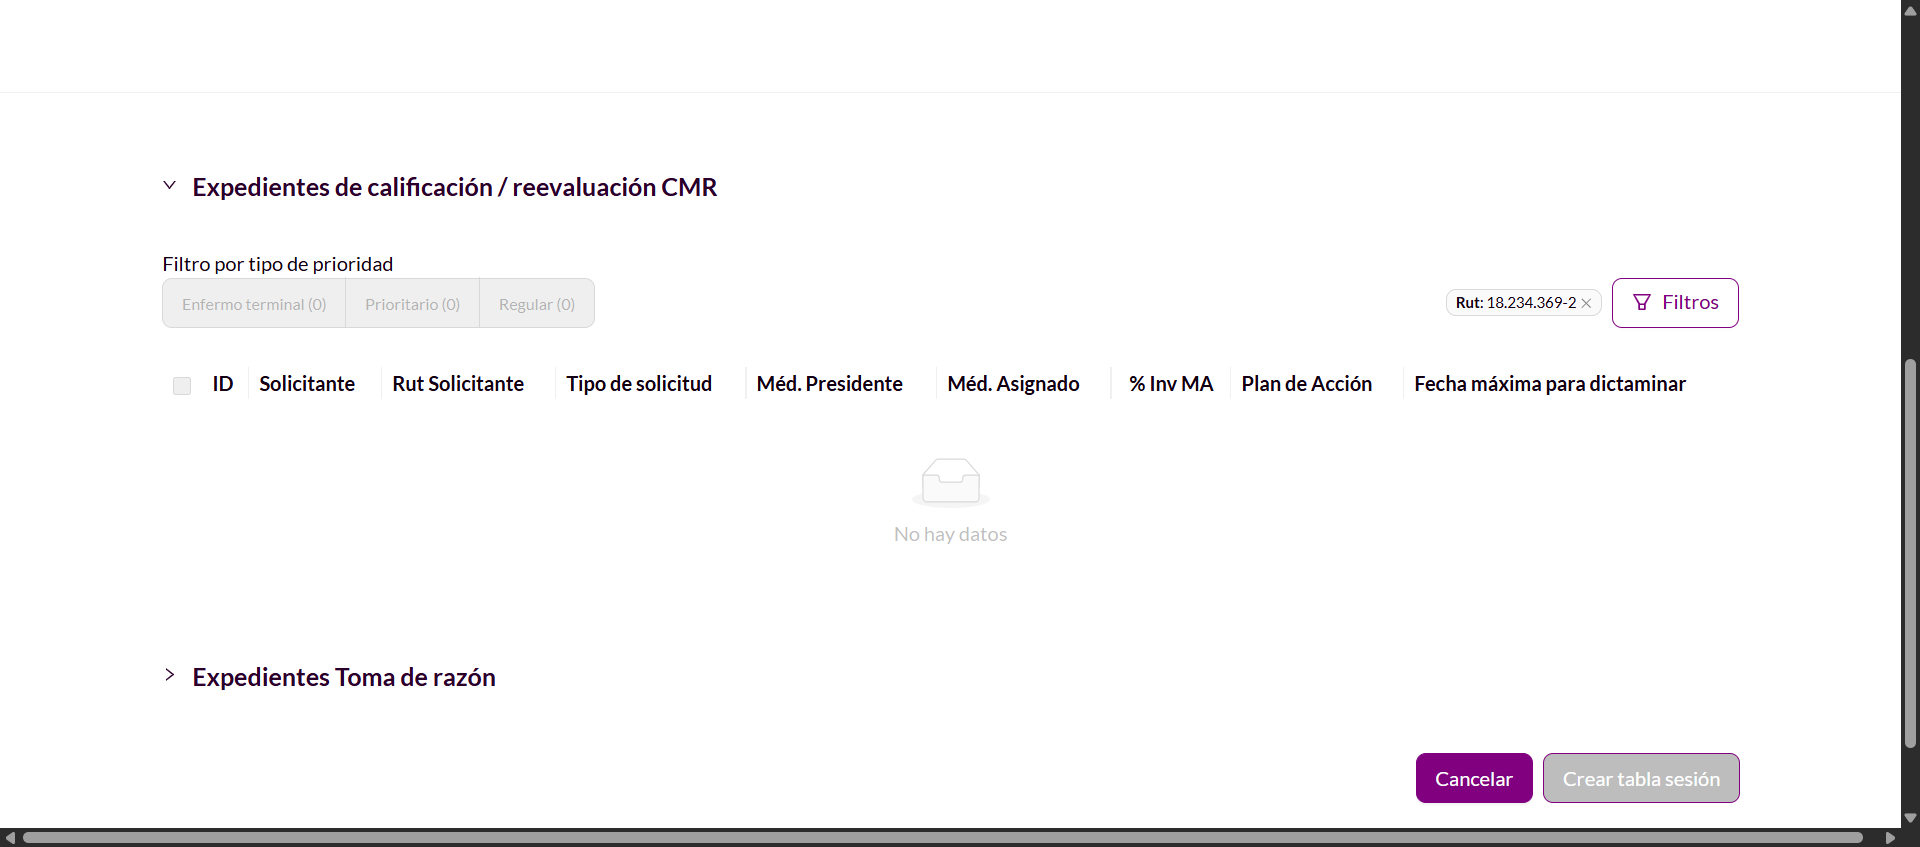 Expedientes de calificación / reevaluación CMR
Filtro por tipo de prioridad
Enfermo terminal (0) Prioritario (0) Regular (0)
Rut: 18.234.369-2
Filtros
ID Solicitante Rut Solicitante Tipo de solicitud Méd. Presidente Méd. Asignado % Inv MA Plan de Acción Fecha máxima para dictaminar
No hay datos
Expedientes Toma de razón
Cancelar Crear tabla sesión